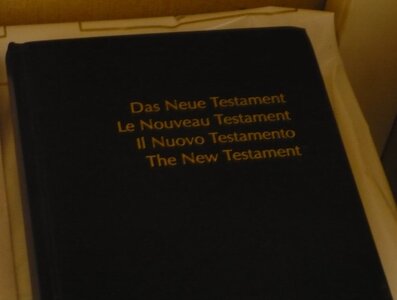 Das Neue Testament
Le Nouveau Testament
Il Nuovo Testamento
The New Testament